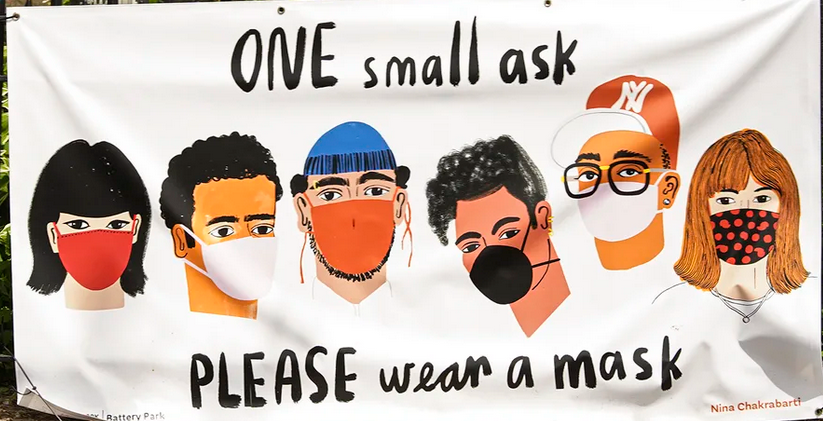 ONE small ask
NY
PLEASE wear a mask
Battery Park
Nina Chakrabarti